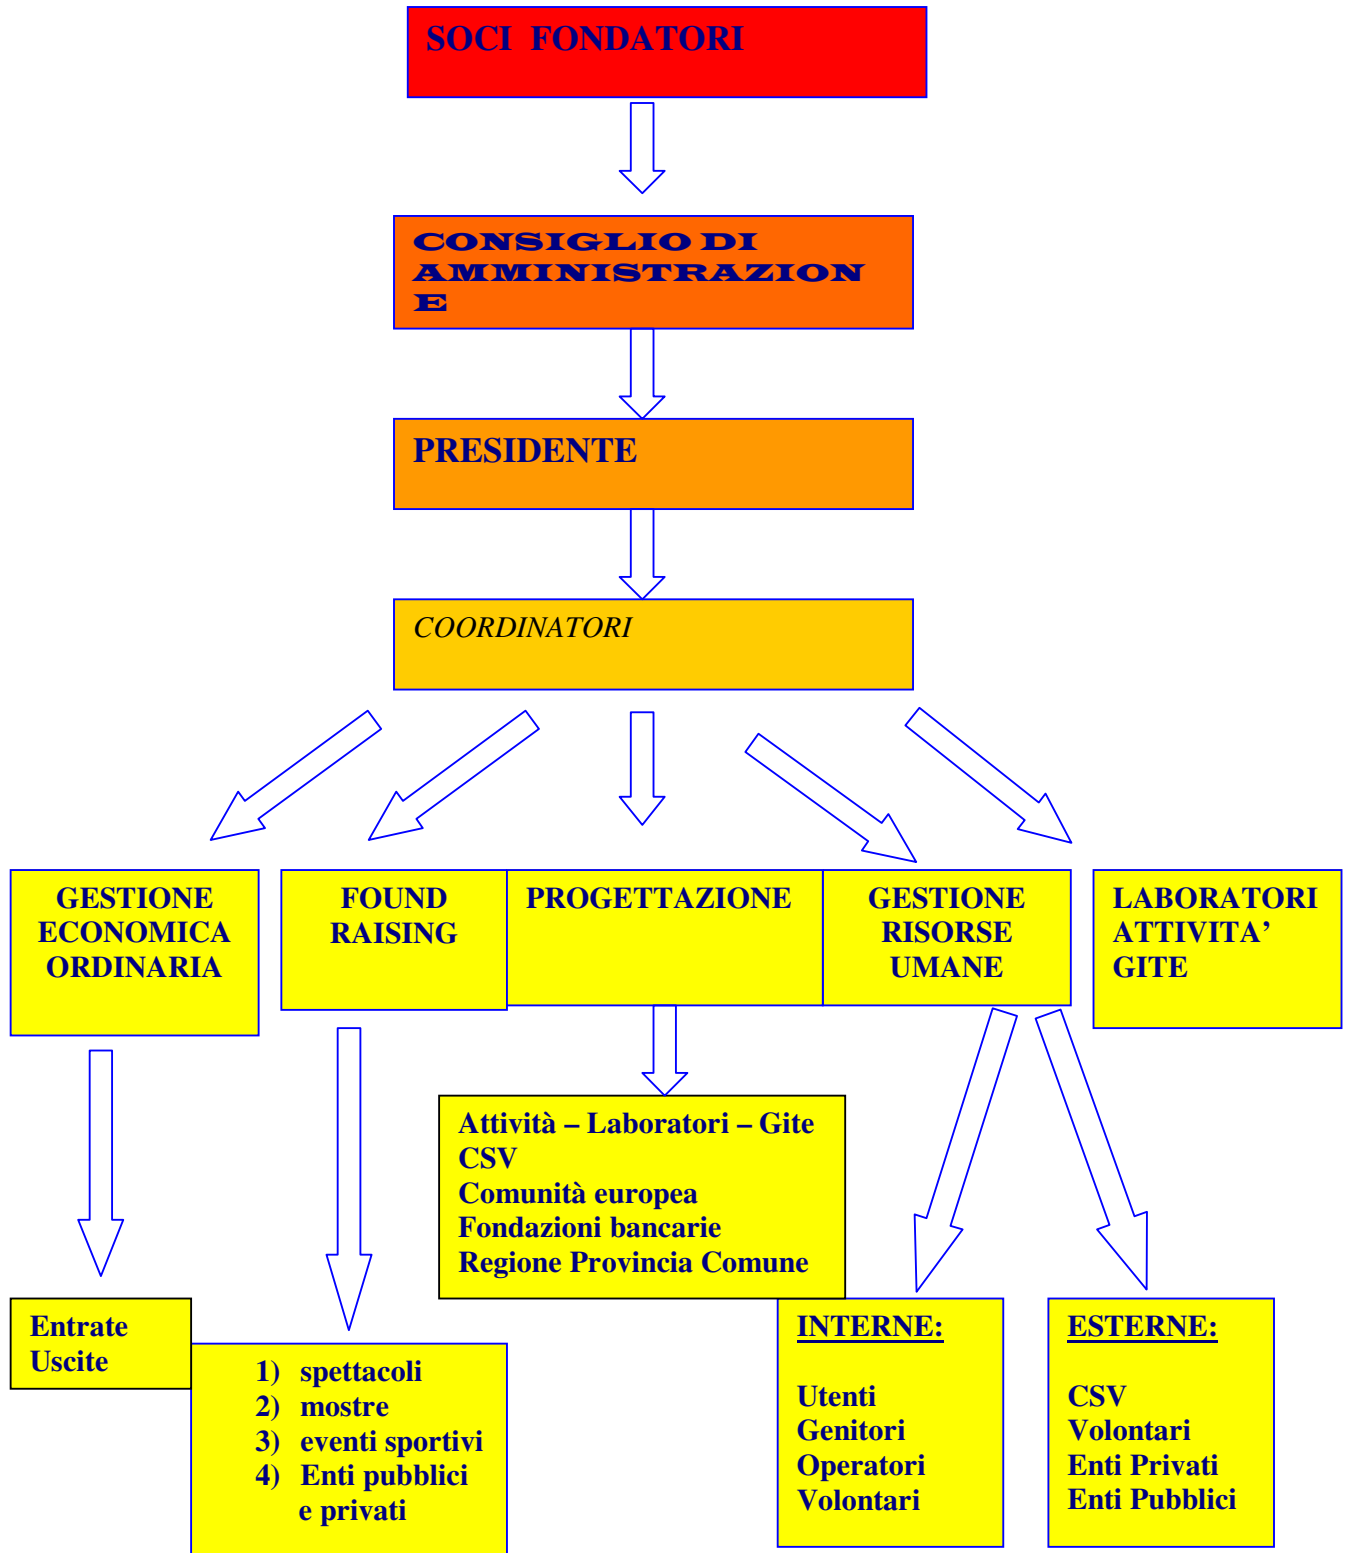 SOCI FONDATORI
CONSIGLIO DI
AMMINISTRAZION
E
PRESIDENTE
COORDINATORI
GESTIONE
ECONOMICA
ORDINARIA
FOUND
RAISING
PROGETTAZIONE
GESTIONE
RISORSE
UMANE
LABORATORI
ATTIVITA’
GITE
Attività – Laboratori – Gite
CSV
Comunità europea
Fondazioni bancarie
Regione Provincia Comune
Entrate
Uscite
1) spettacoli
2) mostre
3) eventi sportivi
4) Enti pubblici
e privati
INTERNE:
Utenti
Genitori
Operatori
Volontari
ESTERNE:
CSV
Volontari
Enti Privati
Enti Pubblici